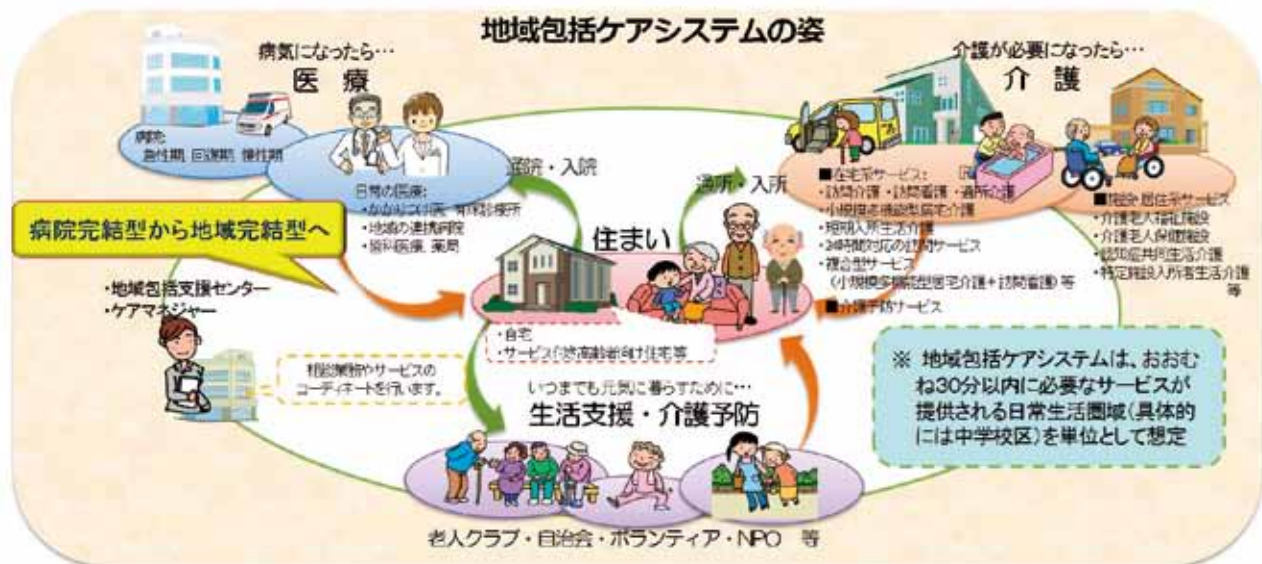 地域包括ケアシステムの姿
病気になったら…
医 療
病院:
急性期、回復期、慢性期
日常の医療:
・かかりつけ医、有床診療所
・地域の連携病院
・歯科医療、薬局
通院・入院
病院完結型から地域完結型へ
・地域包括支援センター
・ケアマネジャー
相談業務やサービスの
コーディネートを行います。
住まい
・自宅
・サービス付き高齢者向け住宅等
通所・入所
介護が必要になったら…
介 護
■在宅系サービス:
・訪問介護・訪問看護・通所介護
・小規模多機能型居宅介護
・短期入所生活介護
・24時間対応の訪問サービス
・複合型サービス
(小規模多機能型居宅介護+訪問看護)等
■介護予防サービス
■施設・居住系サービス
・介護老人福祉施設
・介護老人保健施設
・認知症共同生活介護
・特定施設入所者生活介護
等
いつまでも元気に暮らすために…
生活支援・介護予防
老人クラブ・自治会・ボランティア・NPO 等
※ 地域包括ケアシステムは、おおむ
ね30分以内に必要なサービスが
提供される日常生活圏域(具体的
には中学校区)を単位として想定